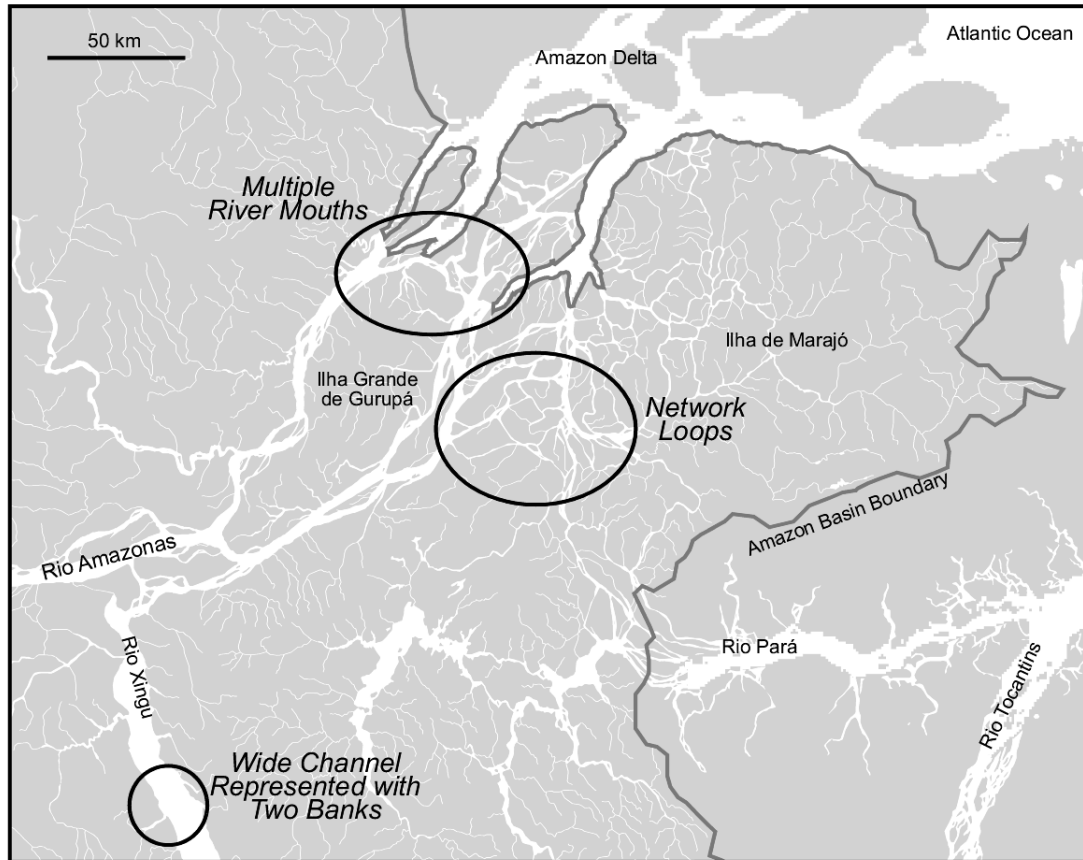 50 km
Atlantic Ocean
Amazon Delta
Multiple
River Mouths
Ilha de Marajó
Ilha Grande
de Gurupá
Network
Loops
Amazon Basin Boundary
Rio Amazonas
Rio Xingu
Rio Pará
Rio Tocantins
Wide Channel
Represented with
Two Banks